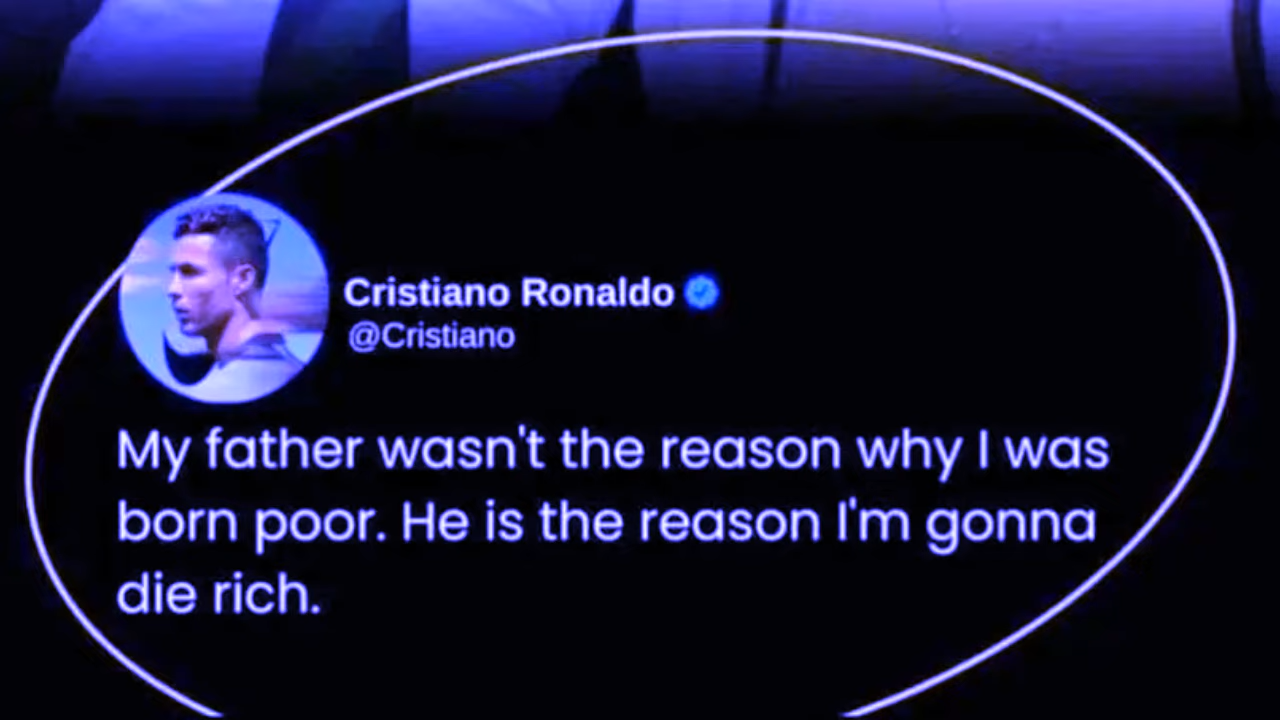 Cristiano Ronaldo
@Cristiano
My father wasn't the reason why I was
born poor. He is the reason I'm gonna
die rich.